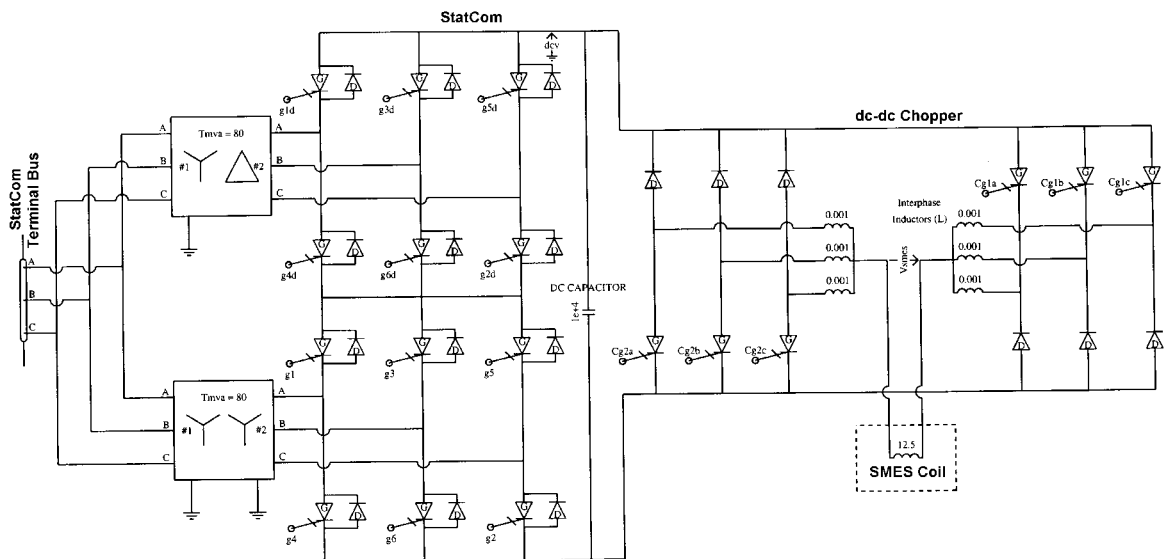 StatCom
dcv
G D G D G D
g1d g3d g5d
dc-dc Chopper
A Tmva = 80 A
B #1 #2 B
C C
D D D
G G G
Cg1a Cg1b Cg1c
Interphase
Inductors (L)
0.001 0.001
0.001 0.001
0.001 0.001
Vsmes
StatCom
Terminal Bus
A
B
C
G D G D G D
g4d g6d g2d
DC CAPACITOR
1e+4
G D G D G D
g1 g3 g5
G G G
Cg2a Cg2b Cg2c
D D D
A Tmva = 80 A
B #1 #2 B
C C
12.5
SMES Coil
G D G D G D
g4 g6 g2